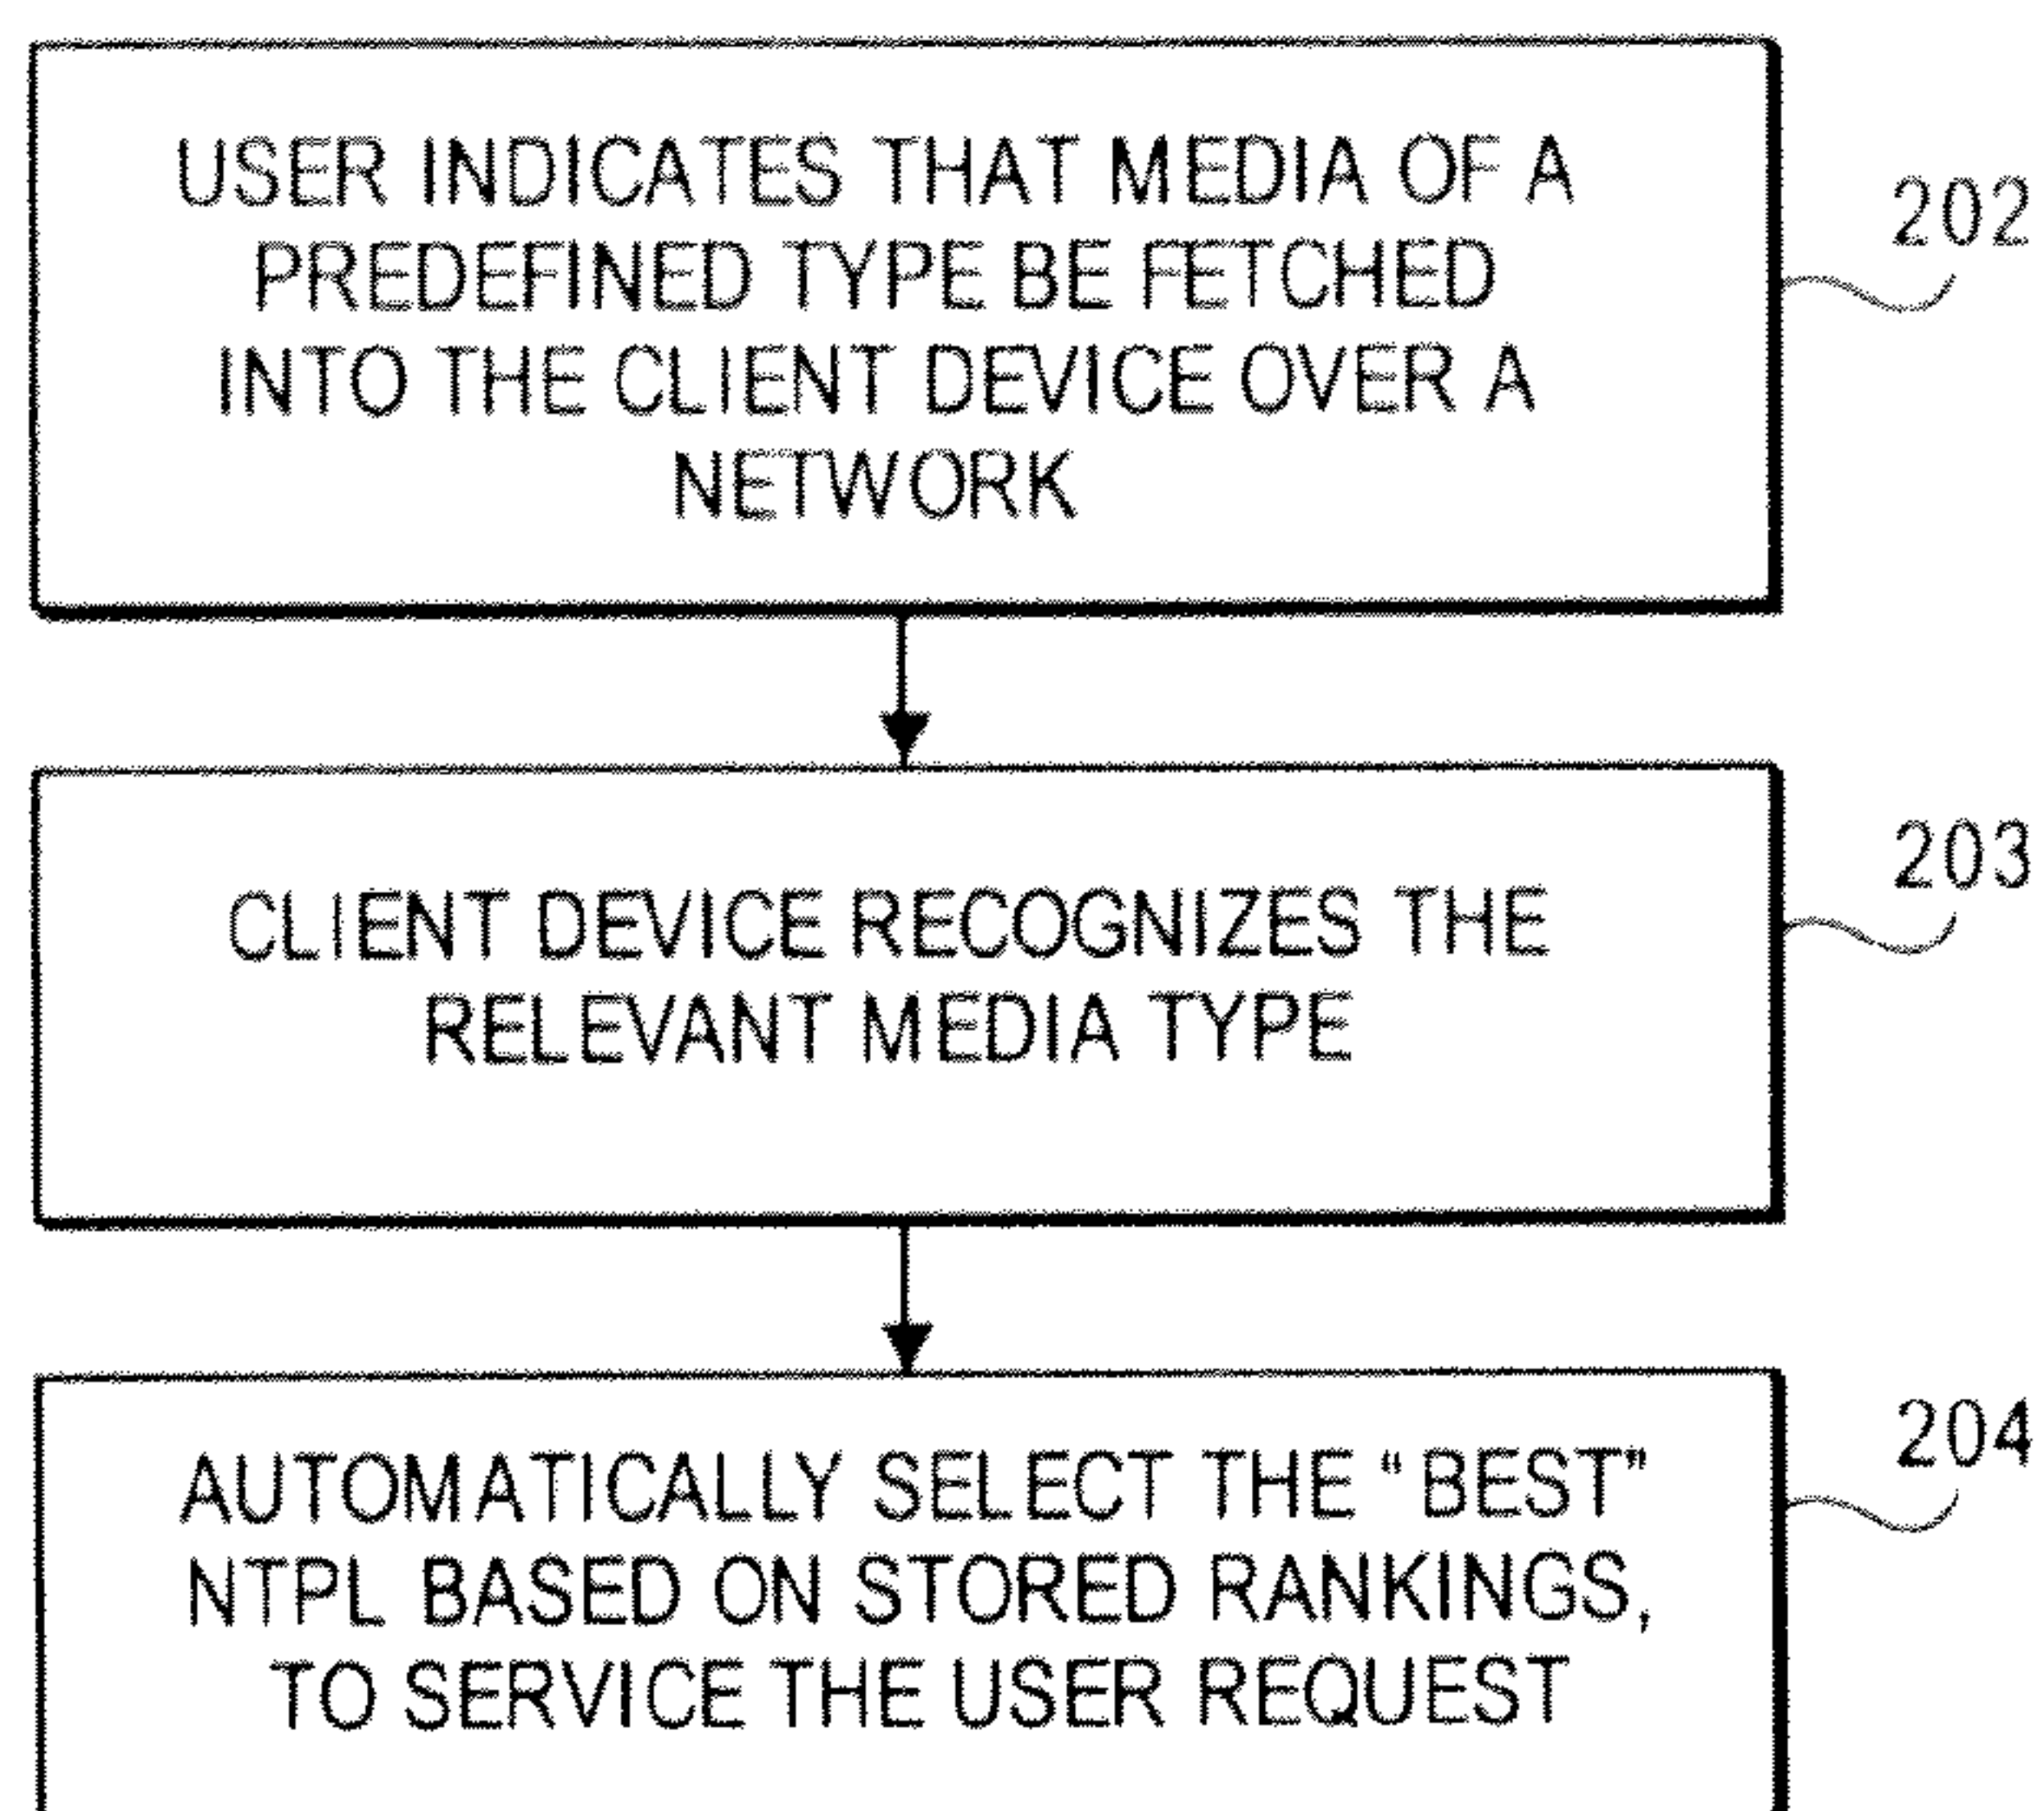 USER INDICATES THAT MEDIA OF A
PREDEFINED TYPE BE FETCHED
INTO THE CLIENT DEVICE OVER A
NETWORK
202
CLIENT DEVICE RECOGNIZES THE
RELEVANT MEDIA TYPE
203
AUTOMATICALLY SELECT THE “BEST”
NTPL BASED ON STORED RANKINGS,
TO SERVICE THE USER REQUEST
204